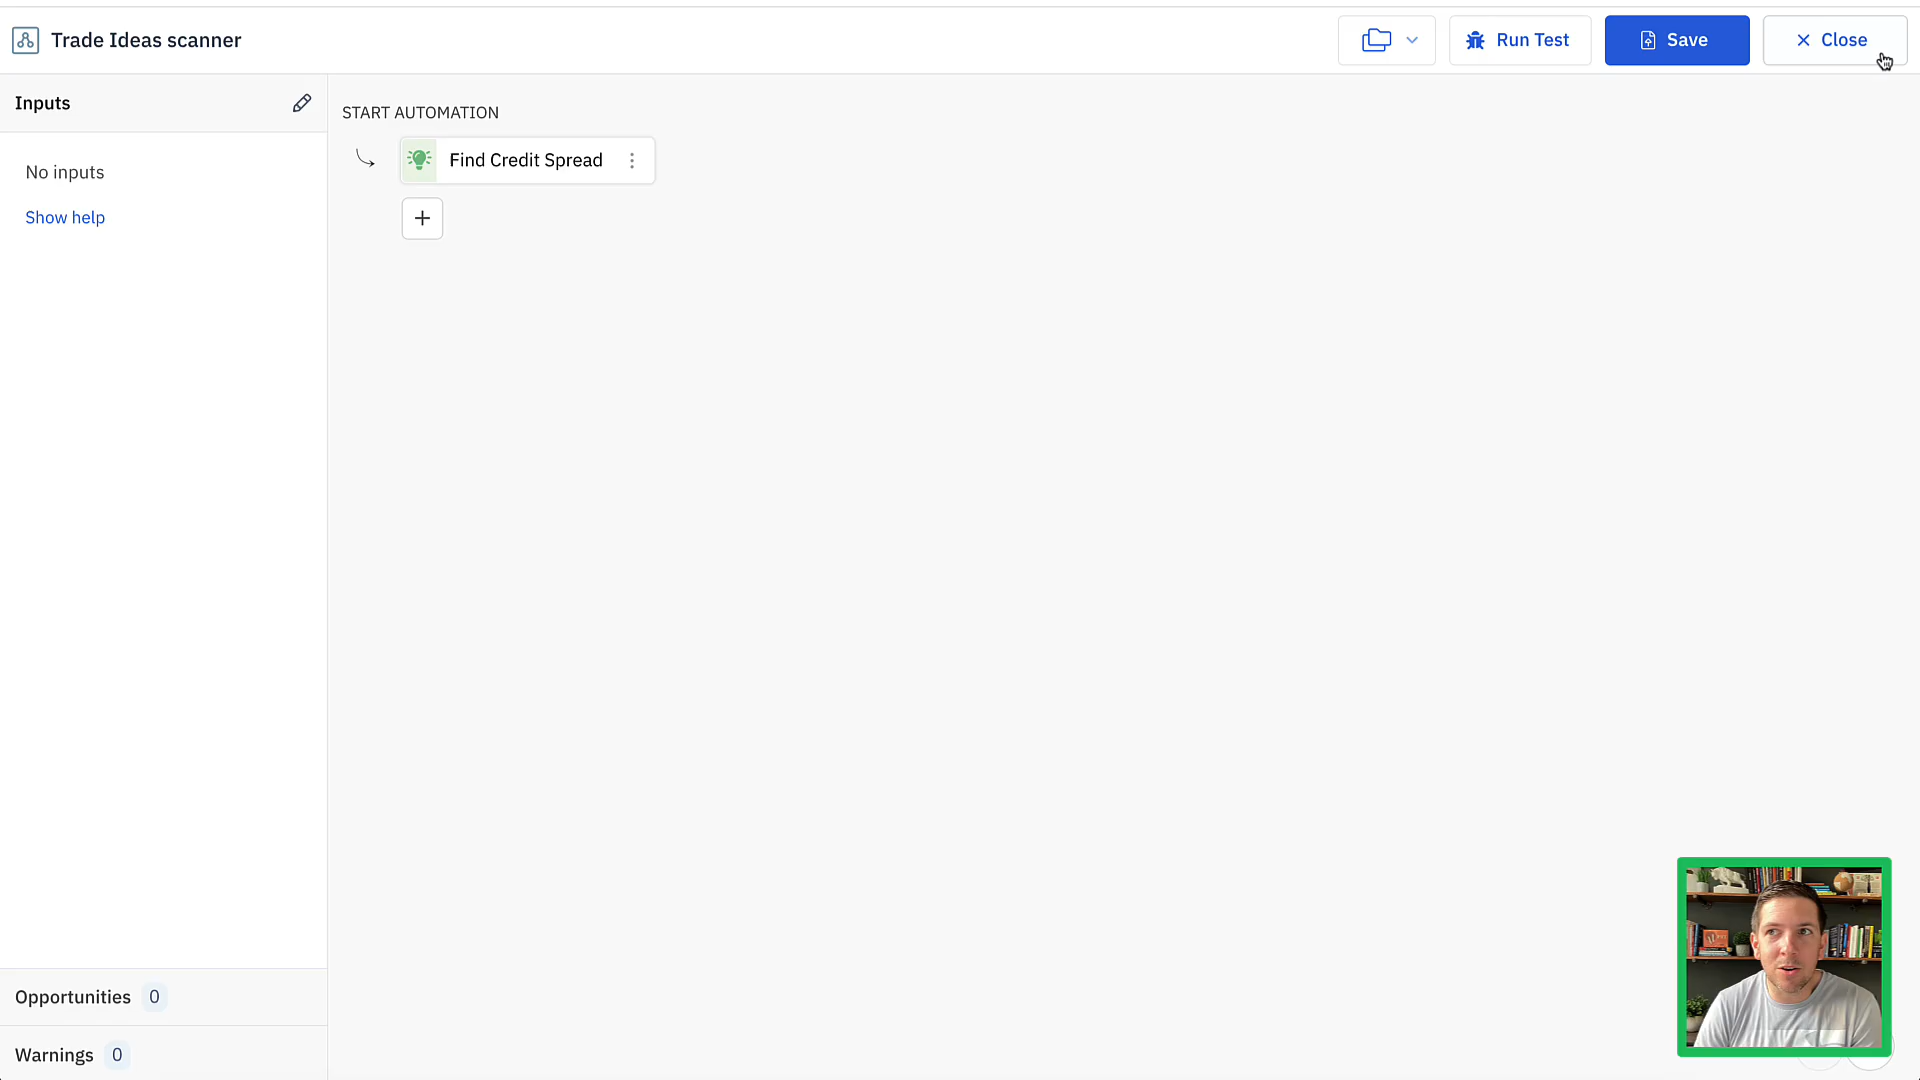 Trade Ideas scanner
Run Test
Save
Close
Inputs
No inputs
Show help
START AUTOMATION
Find Credit Spread
Opportunities 0
Warnings 0